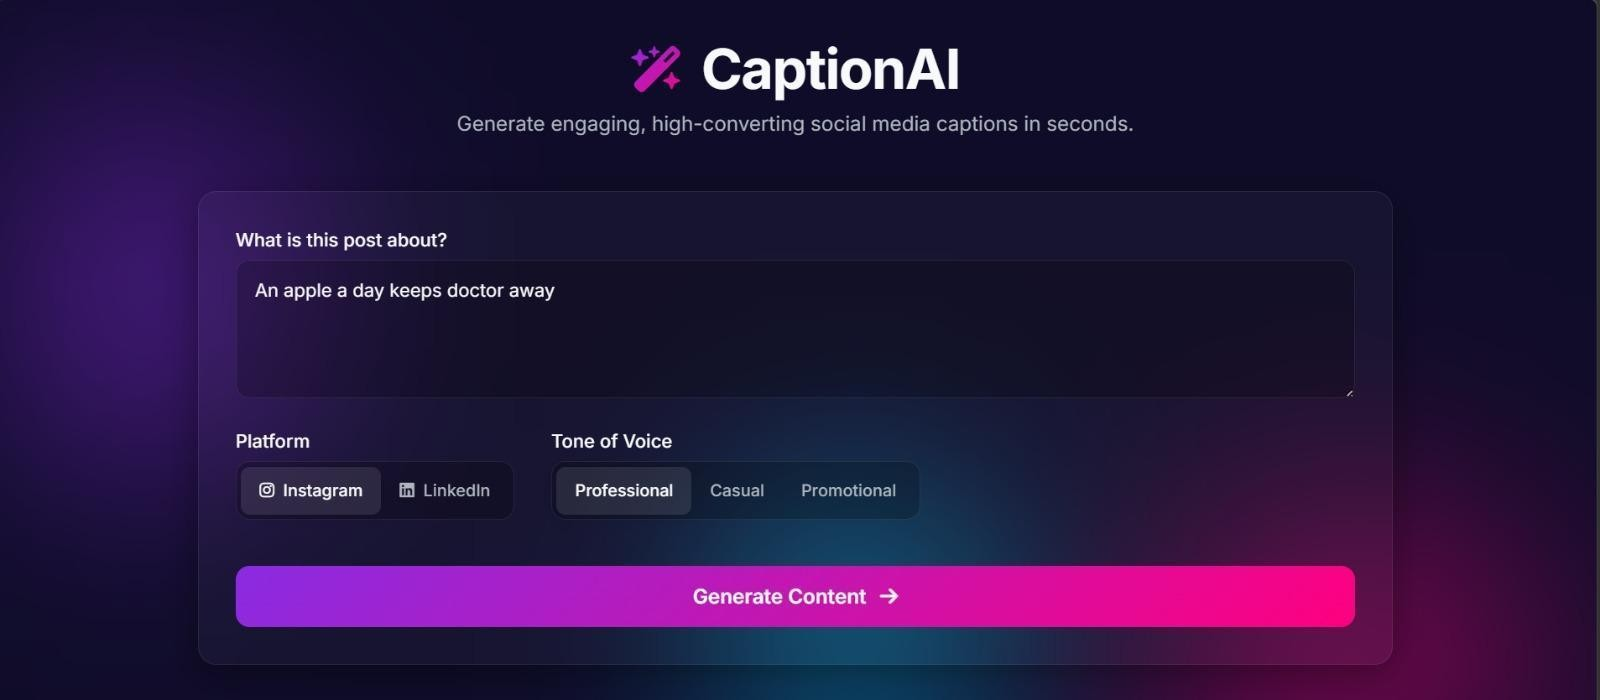 CaptionAI
Generate engaging, high-converting social media captions in seconds.
What is this post about?
An apple a day keeps doctor away
Platform
Tone of Voice
Instagram
LinkedIn
Professional
Casual
Promotional
Generate Content →